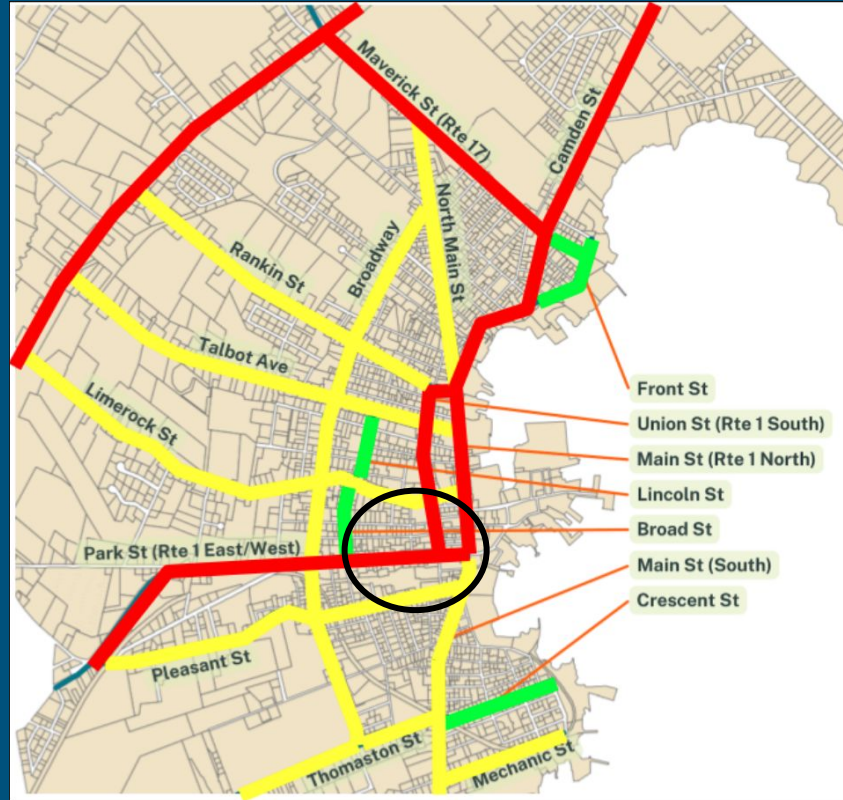 Maverick St (Rte 17)
Camden St
North Main St
Broadway
Rankin St
Talbot Ave
Limerock St
Front St
Union St (Rte 1 South)
Main St (Rte 1 North)
Lincoln St
Broad St
Park St (Rte 1 East/West)
Main St (South)
Crescent St
Pleasant St
Thomaston St
Mechanic St